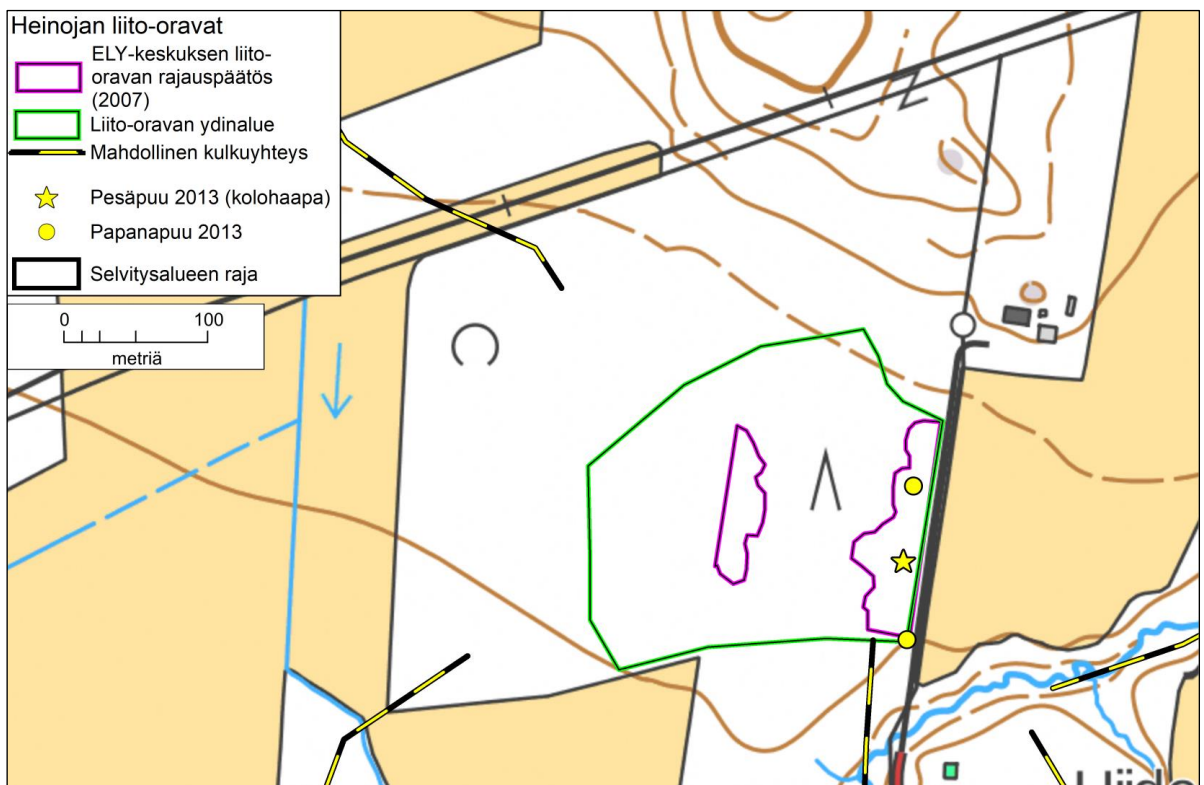 Heinojan liito-oravat
ELY-keskuksen liito-
oravan rajauspäätös
(2007)
Liito-oravan ydinalue
Mahdollinen kulkuyhteys
Pesäpuu 2013 (kolohaapa)
Papanapuu 2013
Selvitysalueen raja
0 100
metriä